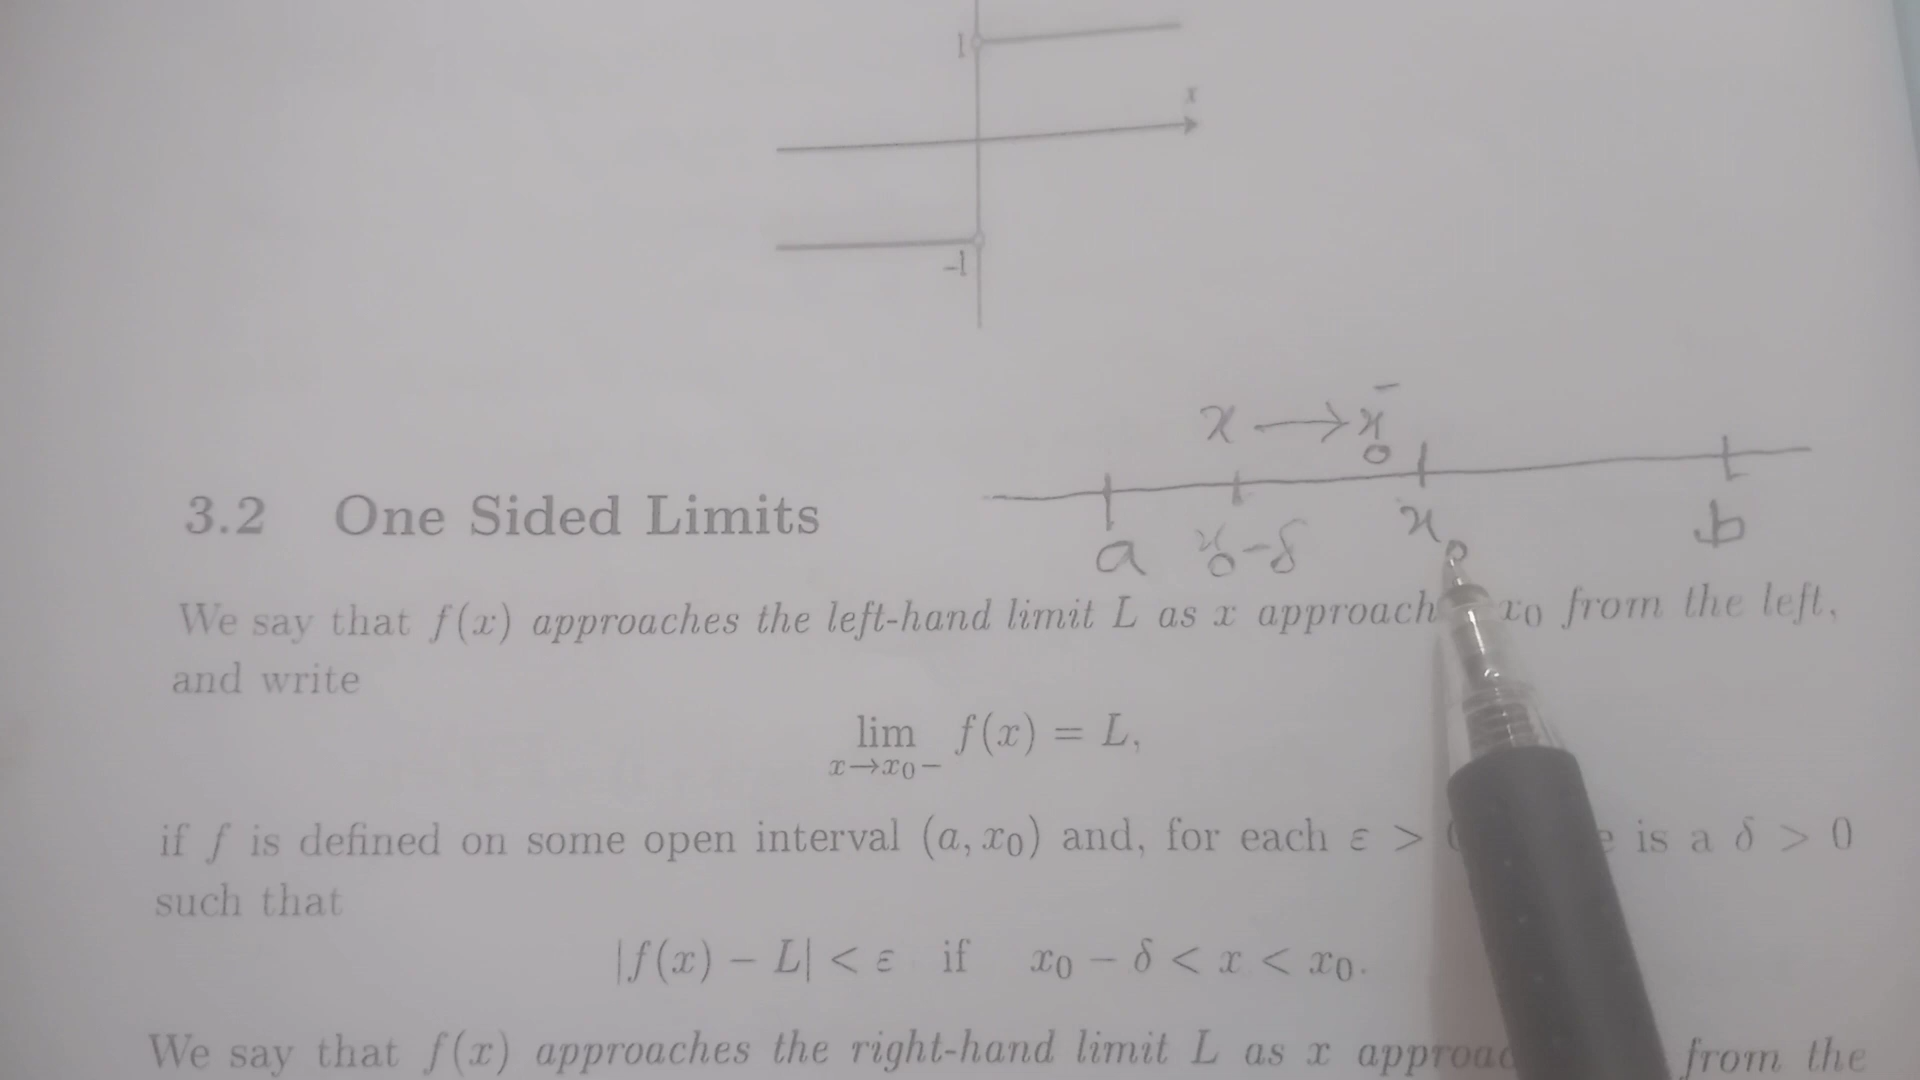 1
x
-1
x → x₀⁻
a x₀-δ x₀ b
3.2 One Sided Limits
We say that f(x) approaches the left-hand limit L as x approach x₀ from the left,
and write
lim f(x) = L,
x→x₀−
if f is defined on some open interval (a, x₀) and, for each ε > is a δ > 0
such that
|f(x) − L| < ε if x₀ − δ < x < x₀.
We say that f(x) approaches the right-hand limit L as x from the